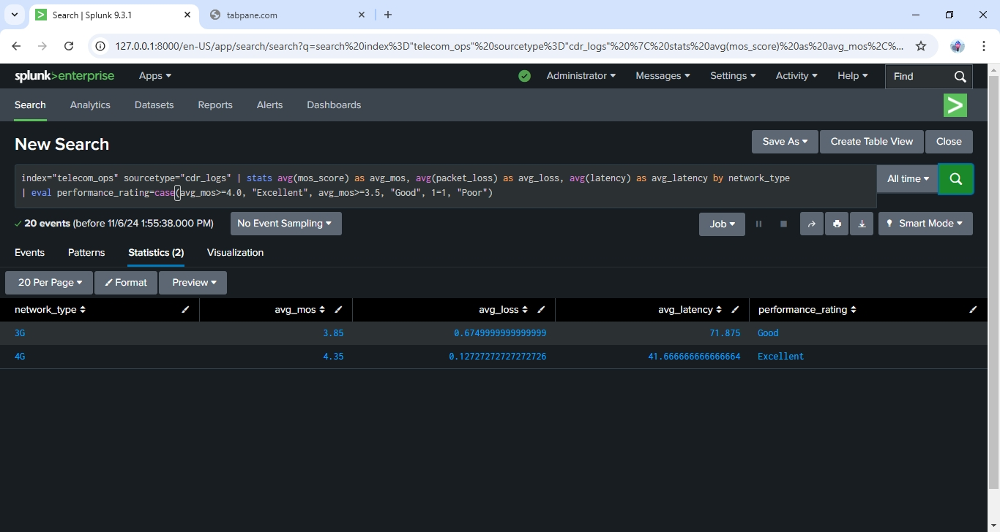 Search | Splunk 9.3.1
tabpane.com
127.0.0.1:8000/en-US/app/search/search?q=search%20index%3D"telecom_ops"%20sourcetype%3D"cdr_logs"%20%7C%20stats%20avg(mos_score)%20as%20avg_mos%2C%...
splunk>enterprise Apps Administrator Messages Settings Activity Help Find
Search Analytics Datasets Reports Alerts Dashboards
New Search Save As Create Table View Close
index="telecom_ops" sourcetype="cdr_logs" | stats avg(mos_score) as avg_mos, avg(packet_loss) as avg_loss, avg(latency) as avg_latency by network_type
| eval performance_rating=case(avg_mos>=4.0, "Excellent", avg_mos>=3.5, "Good", 1=1, "Poor")
All time
20 events (before 11/6/24 1:55:38.000 PM) No Event Sampling Job Smart Mode
Events Patterns Statistics (2) Visualization
20 Per Page Format Preview
network_type avg_mos avg_loss avg_latency performance_rating
3G 3.85 0.6749999999999999 71.875 Good
4G 4.35 0.12727272727272726 41.666666666666664 Excellent